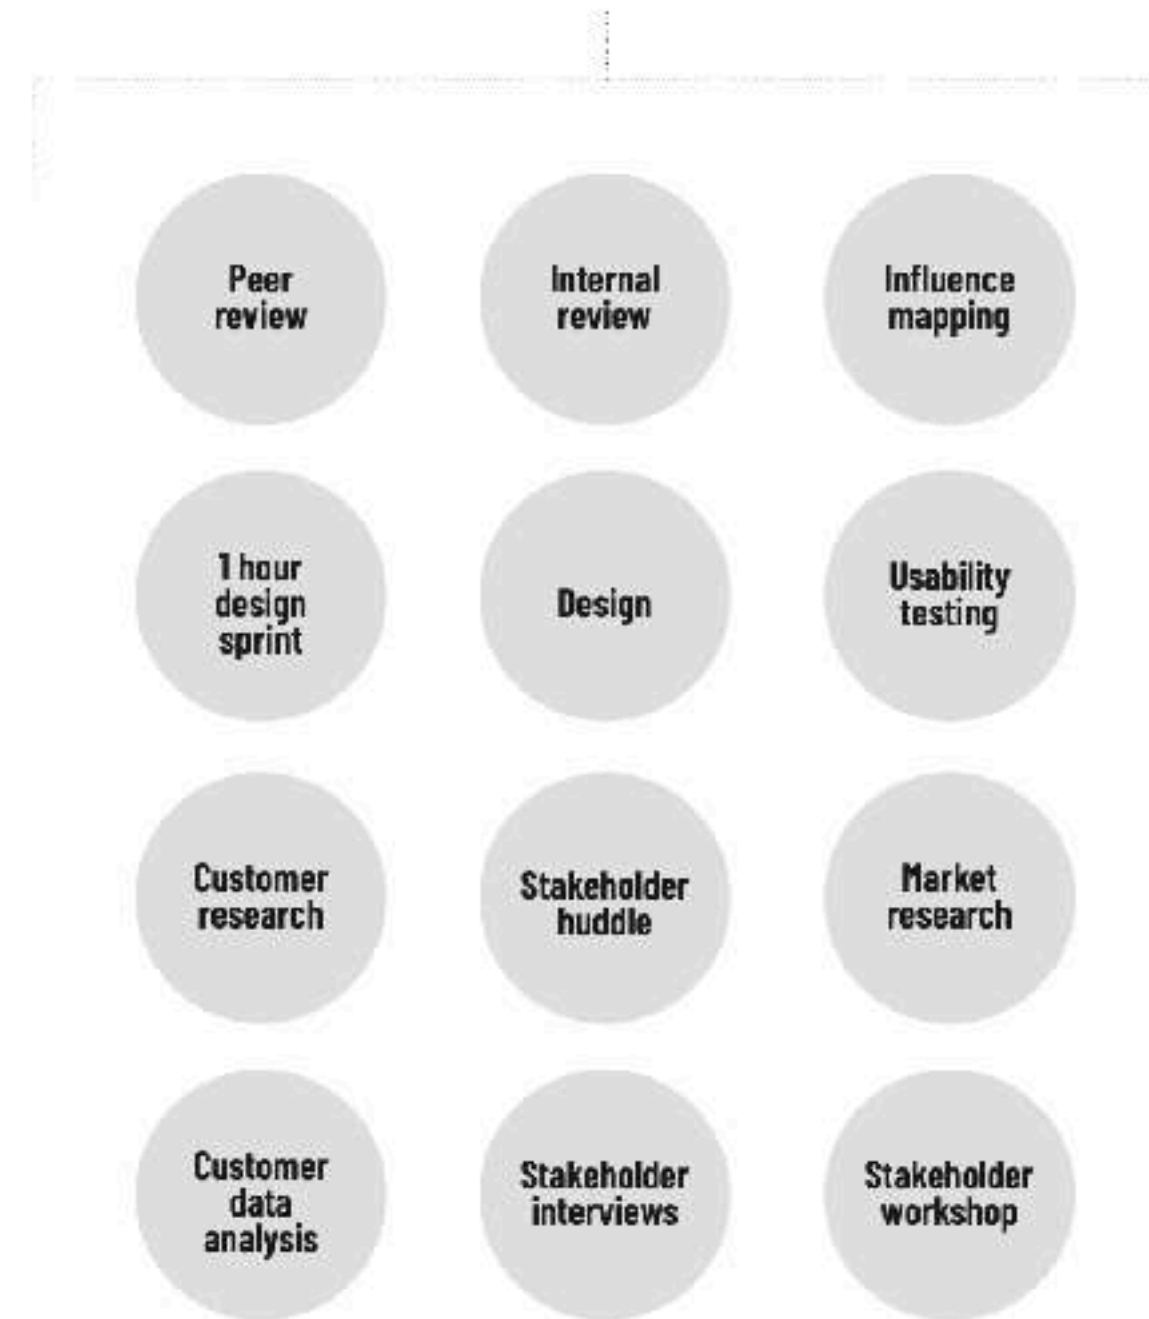 Peer
review
Internal
review
Influence
mapping
1 hour
design
sprint
Design
Usability
testing
Customer
research
Stakeholder
huddle
Market
research
Customer
data
analysis
Stakeholder
interviews
Stakeholder
workshop